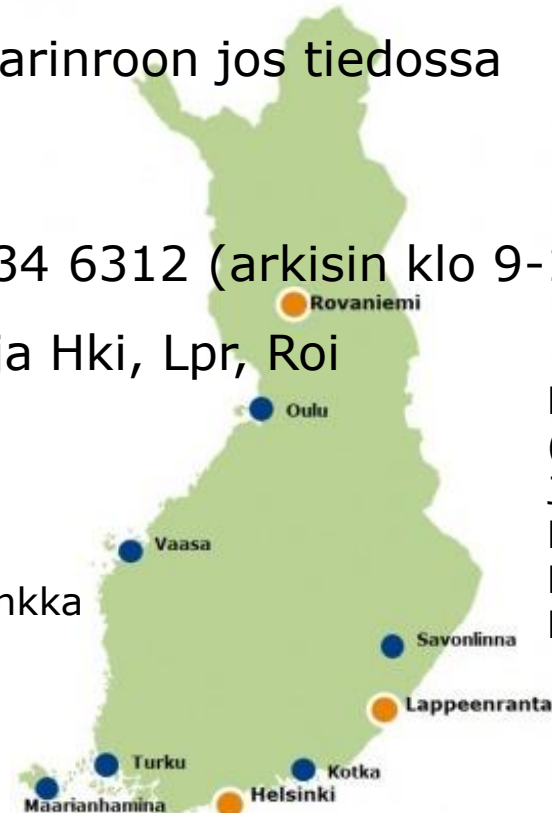 arinroon jos tiedossa
34 6312 (arkisin klo 9-
Rovaniemi
ja Hki, Lpr, Roi
Oulu
Vaasa
nkka
Savonlinna
Lappeenranta
Turku
Kotka
Helsinki
Maarianhamina